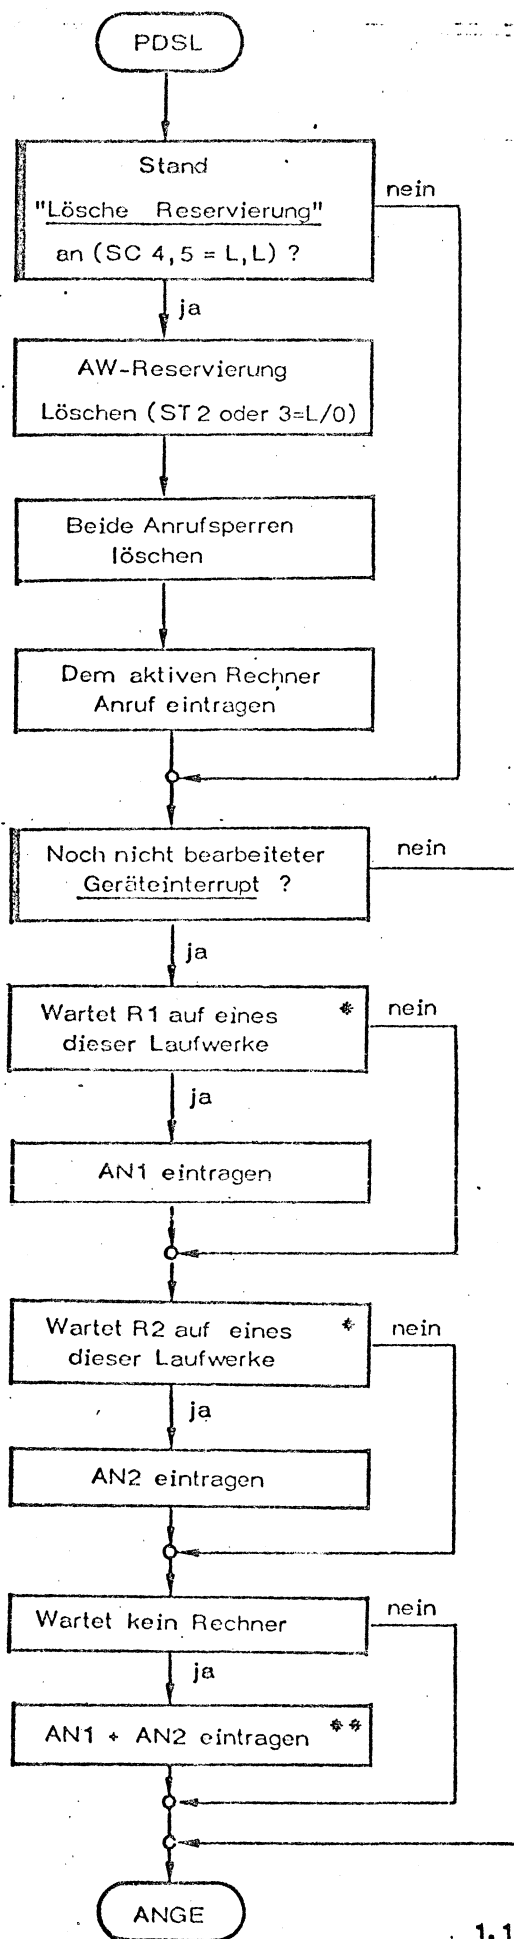 PDSL
Stand
"Lösche Reservierung"
an (SC 4,5 = L,L) ?
nein
ja
AW-Reservierung
Löschen (ST 2 oder 3=L/0)
Beide Anrufsperren
löschen
Dem aktiven Rechner
Anruf eintragen
Noch nicht bearbeiteter
Geräteinterrupt ?
nein
ja
Wartet R1 auf eines *
dieser Laufwerke
nein
ja
AN1 eintragen
Wartet R2 auf eines *
dieser Laufwerke
nein
ja
AN2 eintragen
Wartet kein Rechner
nein
ja
AN1 + AN2 eintragen **
ANGE
1.1